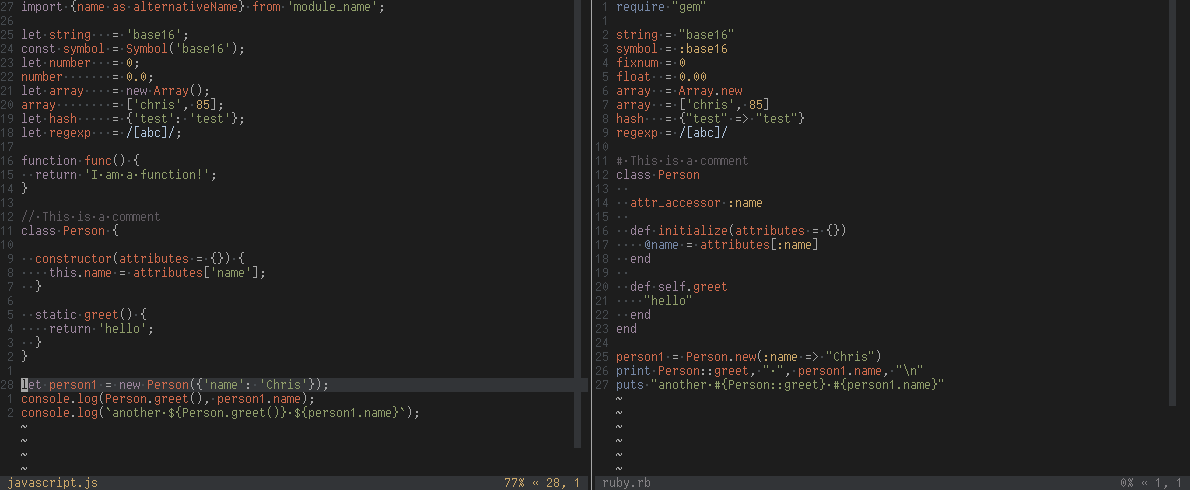 27 import {name as alternativeName} from 'module_name';
26
25 let string   = 'base16';
24 const symbol = Symbol('base16');
23 let number   = 0;
22 number       = 0.0;
21 let array    = new Array();
20 array        = ['chris', 85];
19 let hash     = {'test': 'test'};
18 let regexp   = /[abc]/;
17
16 function func() {
15   return 'I am a function!';
14 }
13
12 // This is a comment
11 class Person {
10
9   constructor(attributes = {}) {
8     this.name = attributes['name'];
7   }
6
5   static greet() {
4     return 'hello';
3   }
2 }
1
28 let person1 = new Person({'name': 'Chris'});
1 console.log(Person.greet(), person1.name);
2 console.log(`another ${Person.greet()} ${person1.name}`);
~
~
~
~
javascript.js 77% « 28, 1
1 require "gem"
1
2 string = "base16"
3 symbol = :base16
4 fixnum = 0
5 float  = 0.00
6 array  = Array.new
7 array  = ['chris', 85]
8 hash   = {"test" => "test"}
9 regexp = /[abc]/
10
11 # This is a comment
12 class Person
13
14   attr_accessor :name
15
16   def initialize(attributes = {})
17     @name = attributes[:name]
18   end
19
20   def self.greet
21     "hello"
22   end
23 end
24
25 person1 = Person.new(:name => "Chris")
26 print Person::greet, " ", person1.name, "\n"
27 puts "another #{Person::greet} #{person1.name}"
~
~
~
~
~
~
ruby.rb 0% « 1, 1